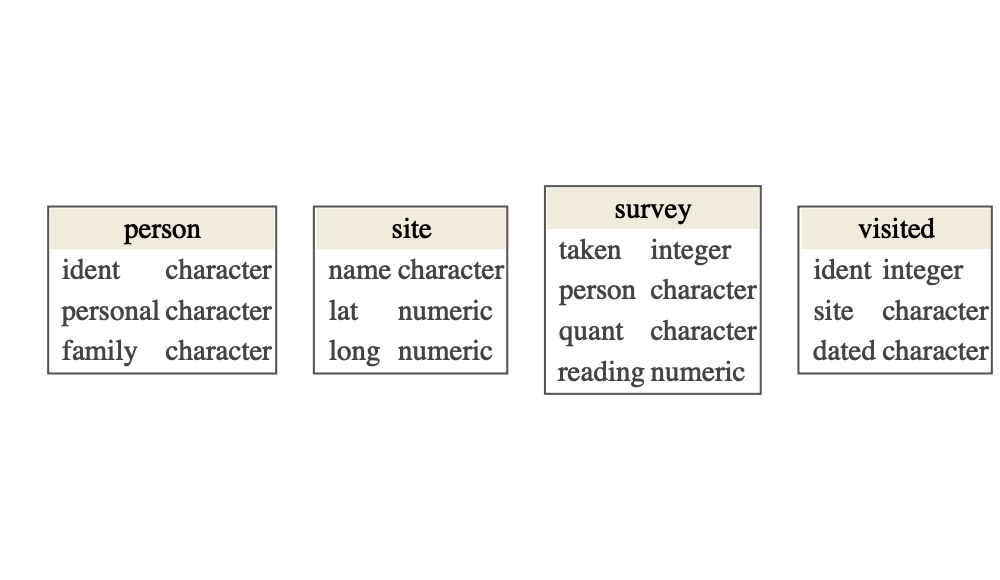 person
ident character
personal character
family character
site
name character
lat numeric
long numeric
survey
taken integer
person character
quant character
reading numeric
visited
ident integer
site character
dated character